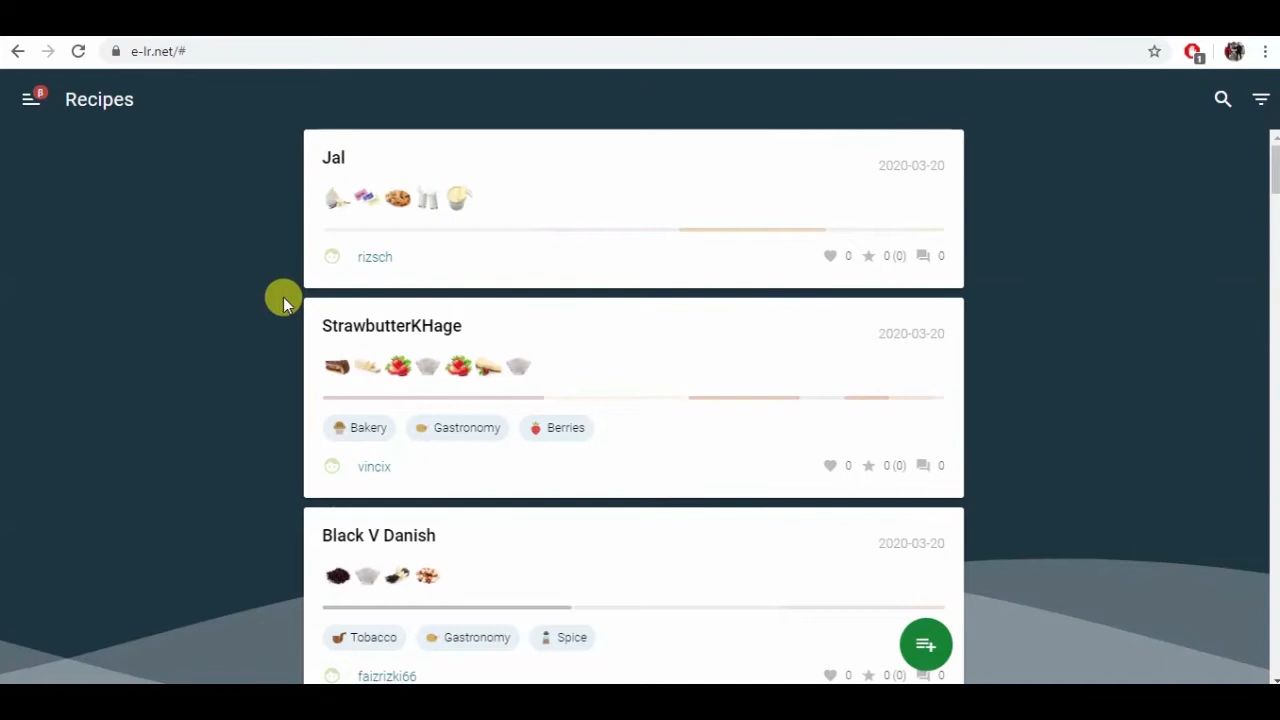 e-lr.net/#
1
β
Recipes
Jal
2020-03-20
rizsch
0 0 (0) 0
StrawbutterKHage
2020-03-20
Bakery Gastronomy Berries
vincix
0 0 (0) 0
Black V Danish
2020-03-20
Tobacco Gastronomy Spice
faizrizki66
0 0 (0) 0